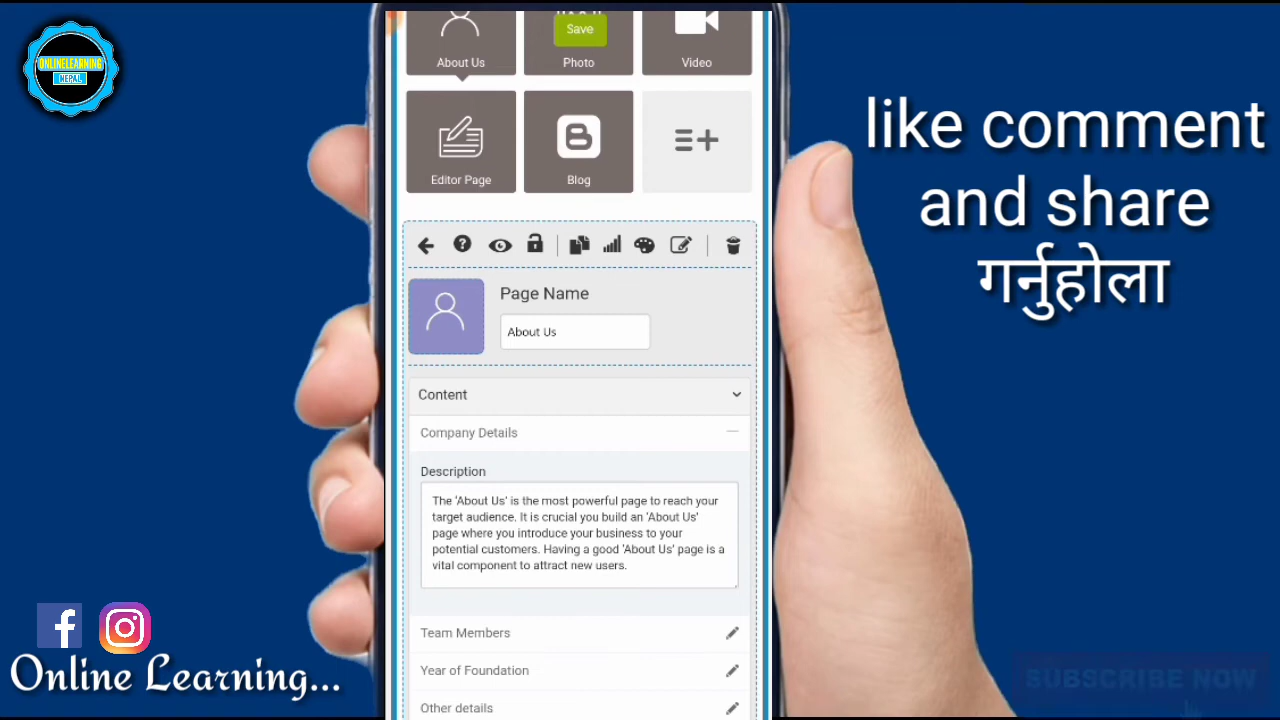 ONLINELEARNING
NEPAL
Save
About Us
Photo
Video
Editor Page
Blog
Page Name
About Us
Content
Company Details
Description
The 'About Us' is the most powerful page to reach your
target audience. It is crucial you build an 'About Us'
page where you introduce your business to your
potential customers. Having a good 'About Us' page is a
vital component to attract new users.
Team Members
Year of Foundation
Other details
like comment
and share
गर्नुहोला
Online Learning...
SUBSCRIBE NOW